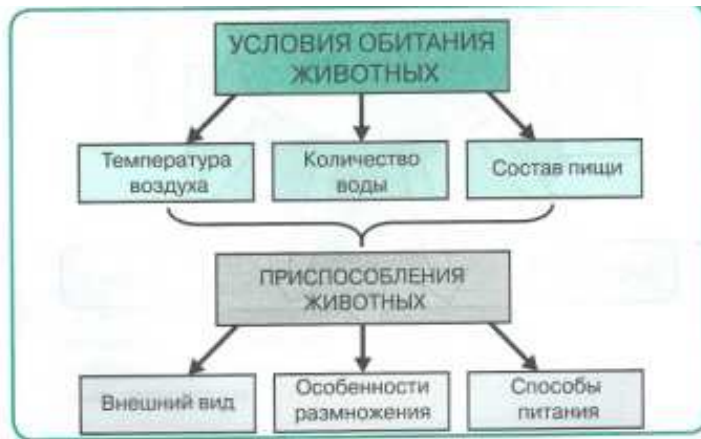 УСЛОВИЯ ОБИТАНИЯ
ЖИВОТНЫХ
Температура
воздуха
Количество
воды
Состав пищи
ПРИСПОСОБЛЕНИЯ
ЖИВОТНЫХ
Внешний вид
Особенности
размножения
Способы
питания